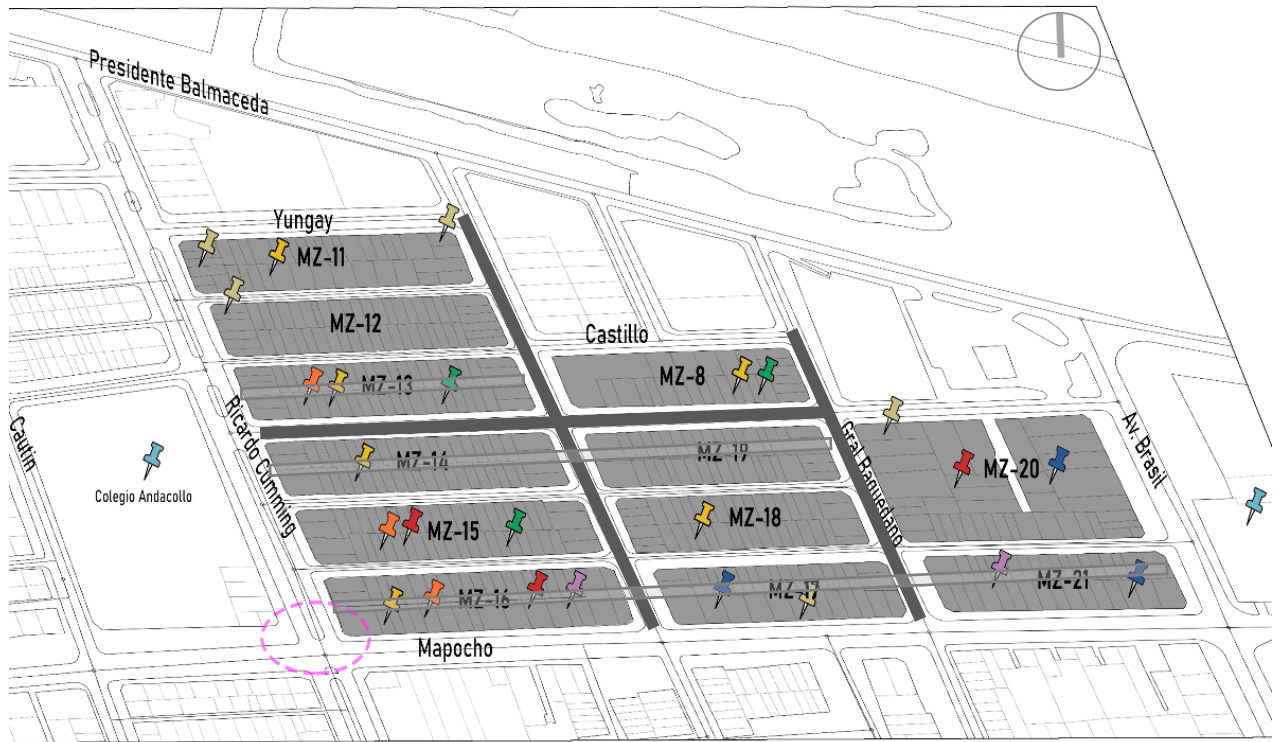 Presidente Balmaceda
Yungay
MZ-11
MZ-12
Castillo
MZ-8
MZ-13
Ricardo Cumming
Cautin
Colegio Andacollo
MZ-14
MZ-19
Gral Baquedano
MZ-20
Av. Brasil
MZ-15
MZ-18
MZ-16
MZ-17
MZ-21
Mapocho